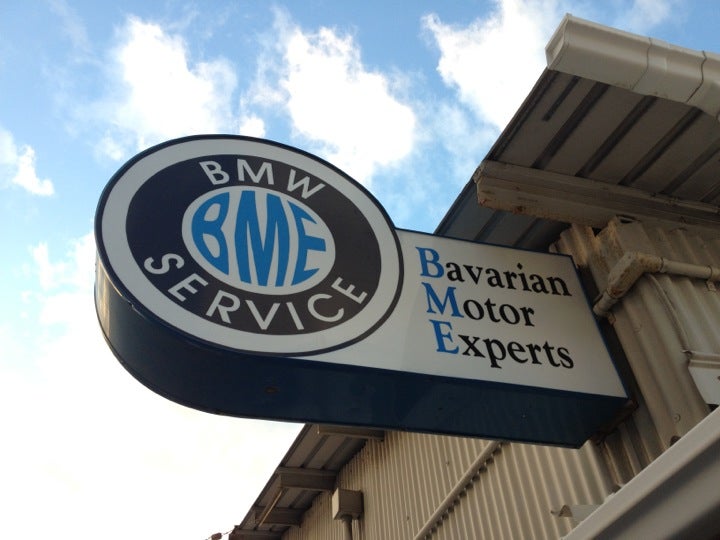 BMW
BME
SERVICE
Bavarian
Motor
Experts